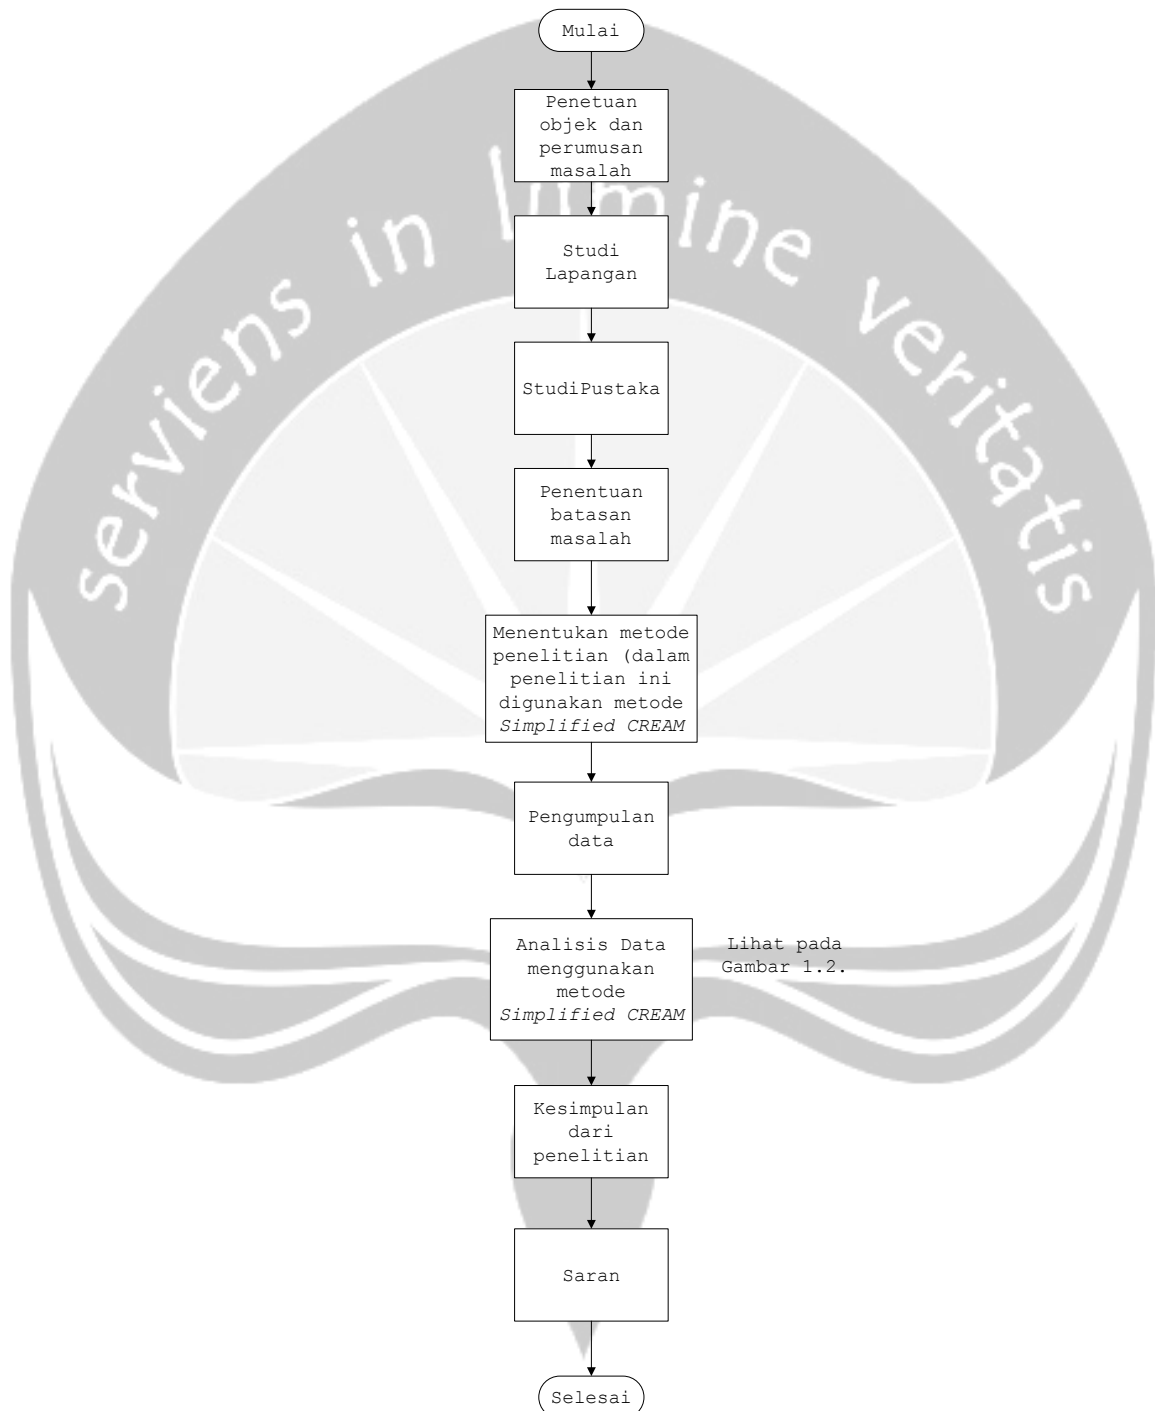 Mulai
Penetuan
objek dan
perumusan
masalah
serviens in lumine veritatis
Studi
Lapangan
StudiPustaka
Penentuan
batasan
masalah
Menentukan metode
penelitian (dalam
penelitian ini
digunakan metode
Simplified CREAM
Pengumpulan
data
Analisis Data
menggunakan
metode
Simplified CREAM
Lihat pada
Gambar 1.2.
Kesimpulan
dari
penelitian
Saran
Selesai